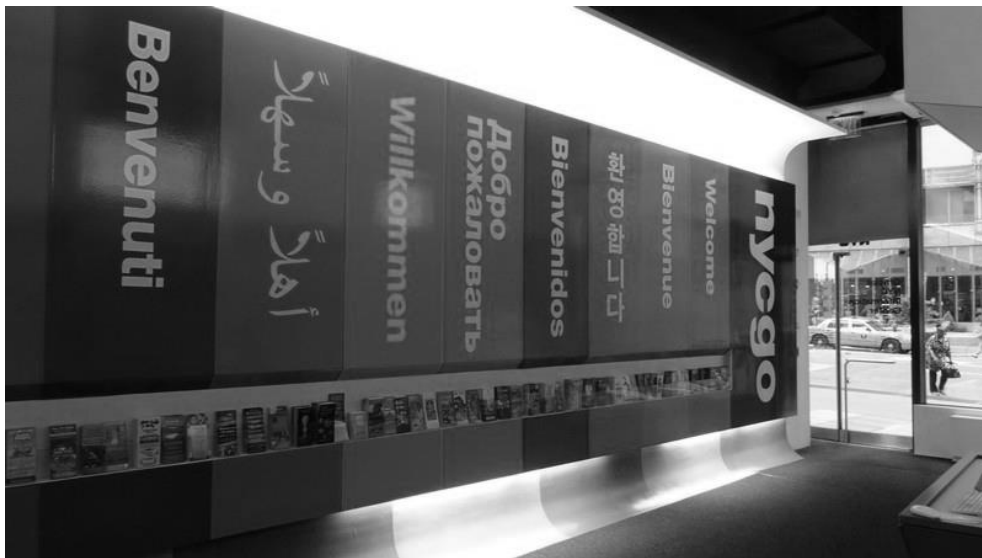 Benvenuti
أهلاً وسهلاً
Willkommen
Добро
пожаловать
Bienvenidos
환영합니다
Bienvenue
Welcome
nycgo